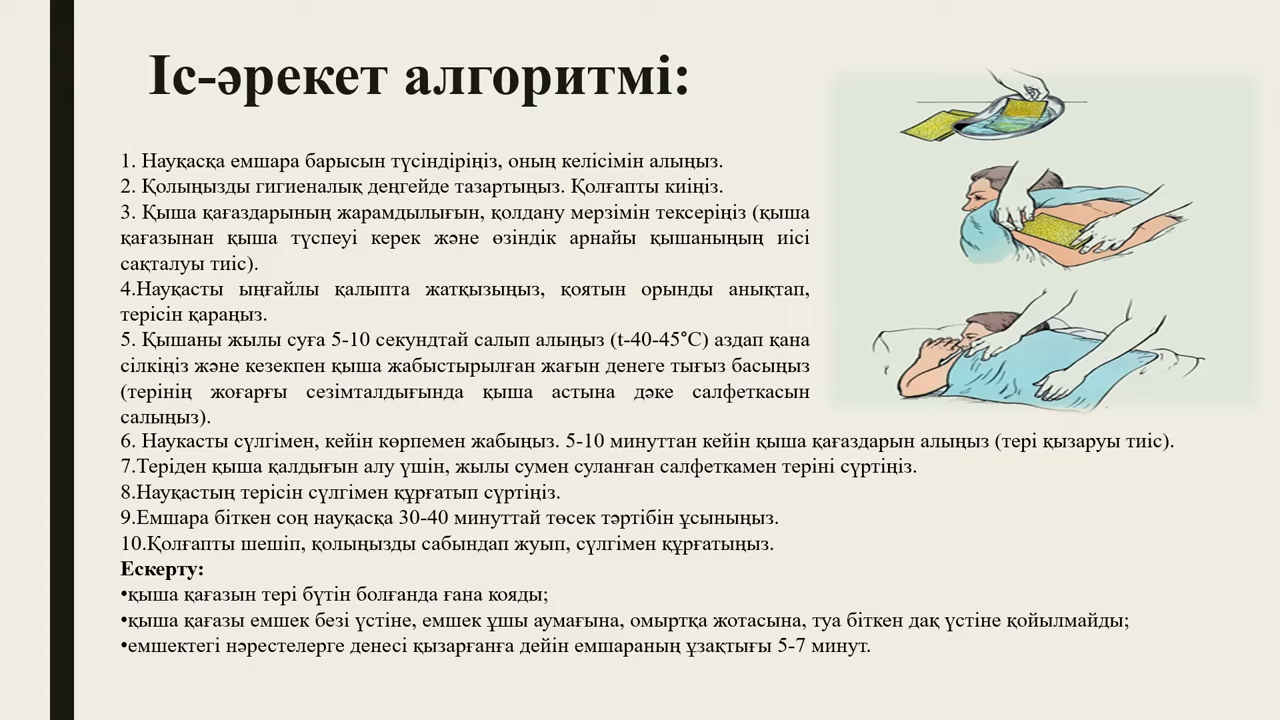 Іс-әрекет алгоритмі:
1. Науқасқа емшара барысын түсіндіріңіз, оның келісімін алыңыз.
2. Қолыңызды гигиеналық деңгейде тазартыңыз. Қолғапты киіңіз.
3. Қыша қағаздарының жарамдылығын, қолдану мерзімін тексеріңіз (қыша
қағазынан қыша түспеуі керек және өзіндік арнайы қышаныңың иісі
сақталуы тиіс).
4.Науқасты ыңғайлы қалыпта жатқызыңыз, қоятын орынды анықтап,
терісін қараңыз.
5. Қышаны жылы суға 5-10 секундтай салып алыңыз (t-40-45°C) аздап қана
сілкіңіз және кезекпен қыша жабыстырылған жағын денеге тығыз басыңыз
(терінің жоғарғы сезімталдығында қыша астына дәке салфеткасын
салыңыз).
6. Наукасты сүлгімен, кейін көрпемен жабыңыз. 5-10 минуттан кейін қыша қағаздарын алыңыз (тері қызаруы тиіс).
7.Теріден қыша қалдығын алу үшін, жылы сумен суланған салфеткамен теріні сүртіңіз.
8.Науқастың терісін сүлгімен құрғатып сүртіңіз.
9.Емшара біткен соң науқасқа 30-40 минуттай төсек тәртібін ұсыныңыз.
10.Қолғапты шешіп, қолыңызды сабындап жуып, сүлгімен құрғатыңыз.
Ескерту:
•қыша қағазын тері бүтін болғанда ғана кояды;
•қыша қағазы емшек безі үстіне, емшек ұшы аумағына, омыртқа жотасына, туа біткен дақ үстіне қойылмайды;
•емшектегі нәрестелерге денесі қызарғанға дейін емшараның ұзақтығы 5-7 минут.